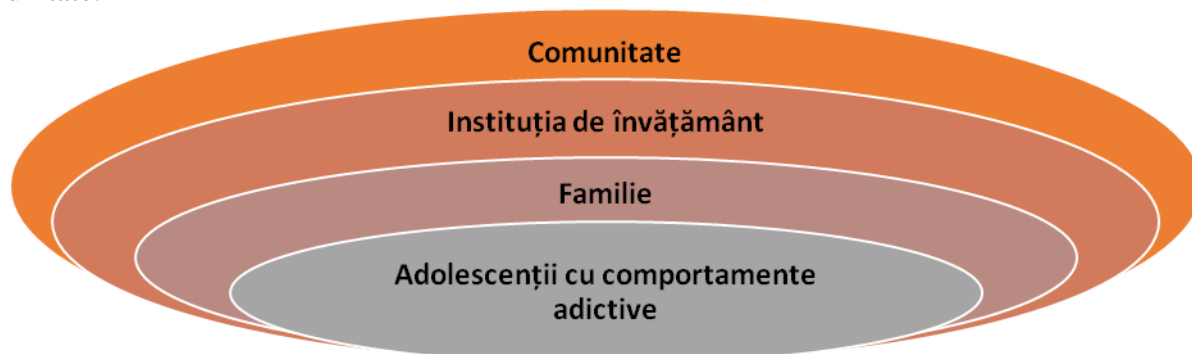 Comunitate
Instituția de învățământ
Familie
Adolescenții cu comportamente
adictive